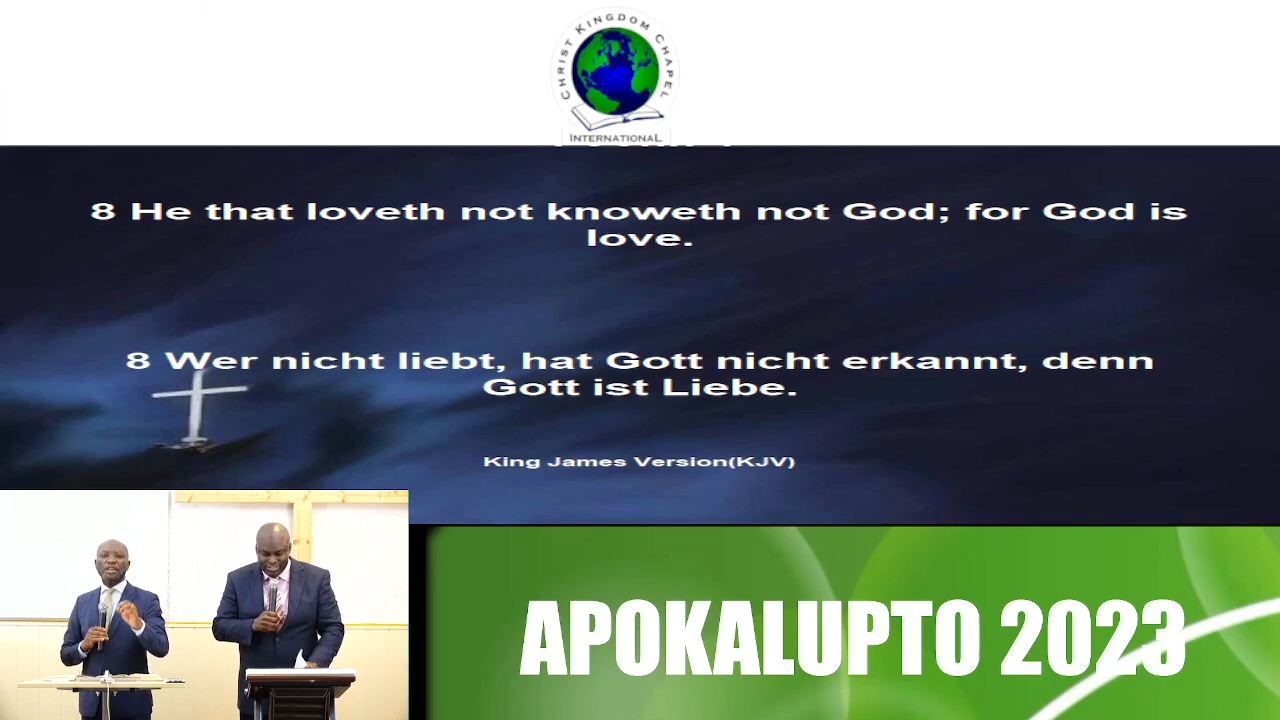 CHRIST KINGDOM CHAPEL
INTERNATIONAL
8 He that loveth not knoweth not God; for God is
love.
8 Wer nicht liebt, hat Gott nicht erkannt, denn
Gott ist Liebe.
King James Version(KJV)
APOKALUPTO 2023